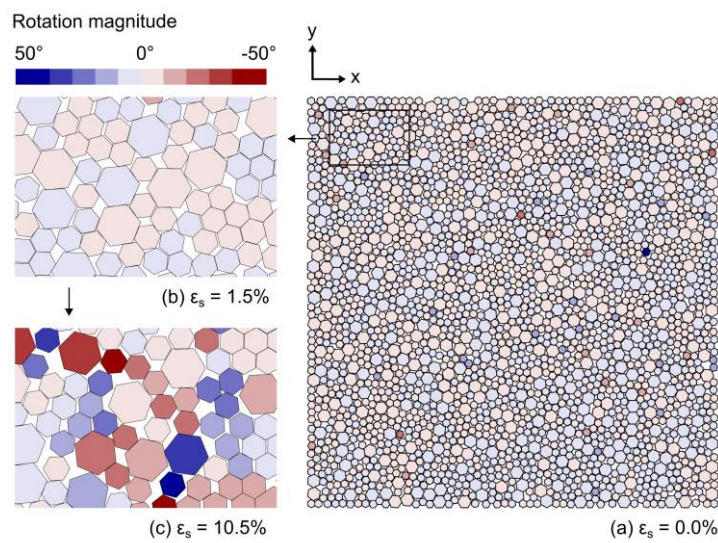 Rotation magnitude
50° 0° -50°
y
x
(b) εs = 1.5%
(c) εs = 10.5%
(a) εs = 0.0%